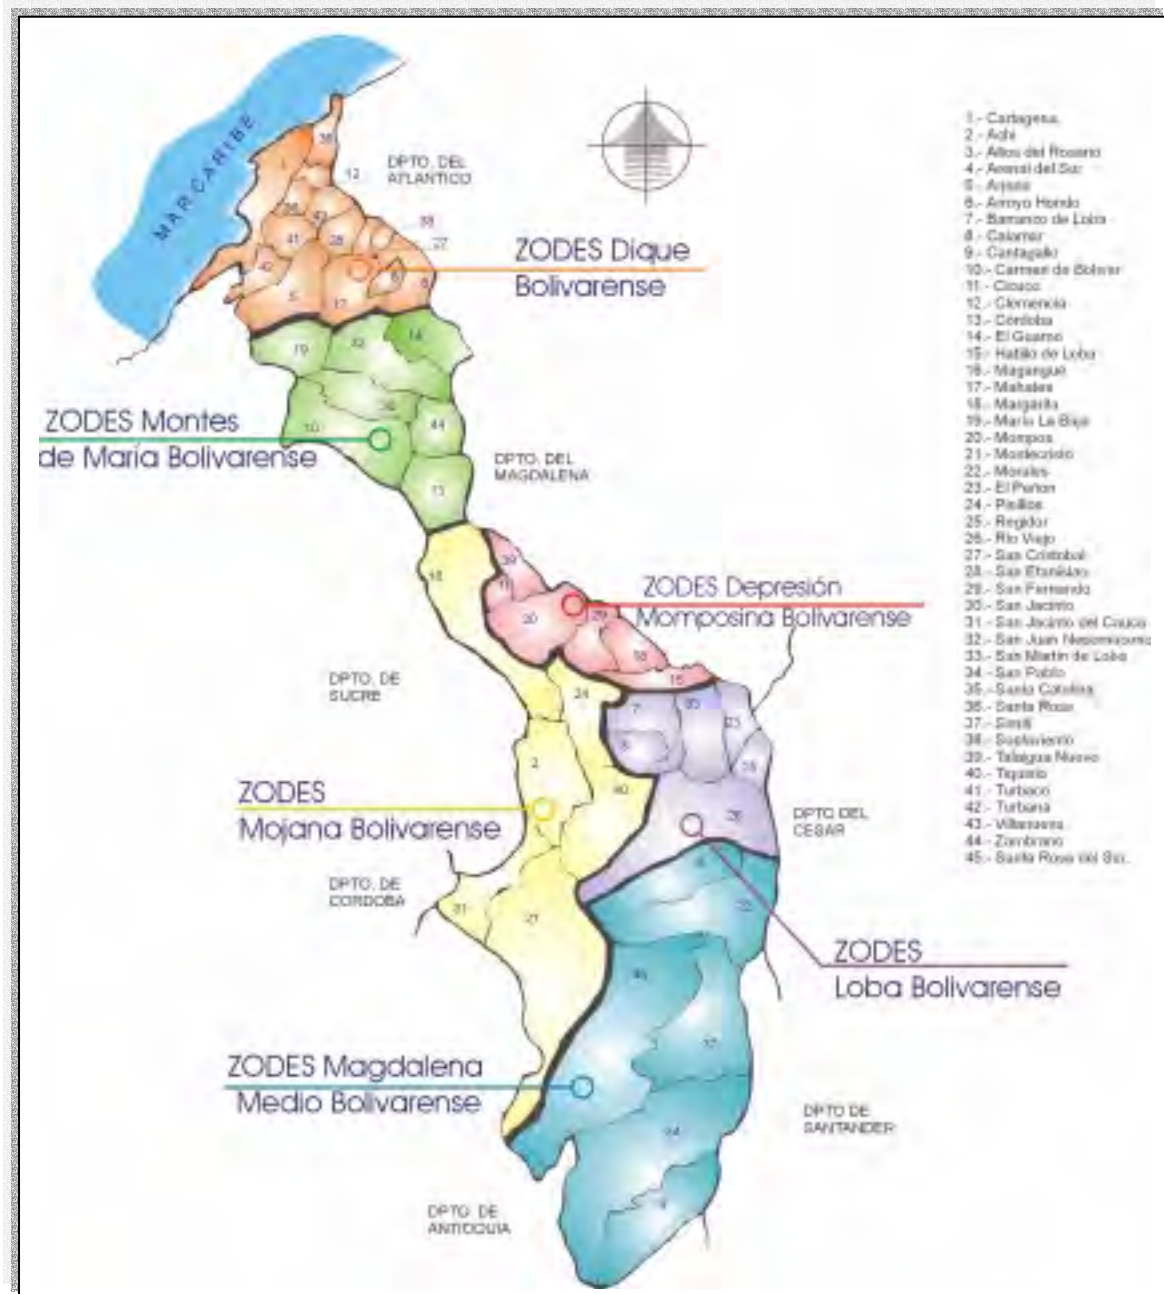 MAR CARIBE
DPTO. DEL
ATLANTICO
ZODES Dique
Bolivarense
ZODES Montes
de María Bolivarense
DPTO. DEL
MAGDALENA
ZODES Depresión
Momposina Bolivarense
DPTO. DE
SUCRE
ZODES
Mojana Bolivarense
DPTO DEL
CESAR
DPTO. DE
CORDOBA
ZODES
Loba Bolivarense
ZODES Magdalena
Medio Bolivarense
DPTO DE
SANTANDER
DPTO. DE
ANTIOQUIA
1.- Cartagena
2.- Achi
3.- Altos del Rosario
4.- Arenal del Sur
5.- Arjona
6.- Arroyo Hondo
7.- Barranco de Loba
8.- Calamar
9.- Cantagallo
10.- Carmen de Bolivar
11.- Cicuco
12.- Clemencia
13.- Córdoba
14.- El Guamo
15.- Hatillo de Loba
16.- Magangue
17.- Mahates
18.- Margarita
19.- María La Baja
20.- Mompos
21.- Montecristo
22.- Morales
23.- El Peñon
24.- Pinillos
25.- Regidor
26.- Río Viejo
27.- San Cristobal
28.- San Etanislao
29.- San Fernando
30.- San Jacinto
31.- San Jacinto del Cauca
32.- San Juan Nepomuceno
33.- San Martin de Loba
34.- San Pablo
35.- Santa Catalina
36.- Santa Rosa
37.- Simití
38.- Soplaviento
39.- Talaigua Nuevo
40.- Tiquisio
41.- Turbaco
42.- Turbana
43.- Villanueva
44.- Zambrano
45.- Santa Rosa del Sur.